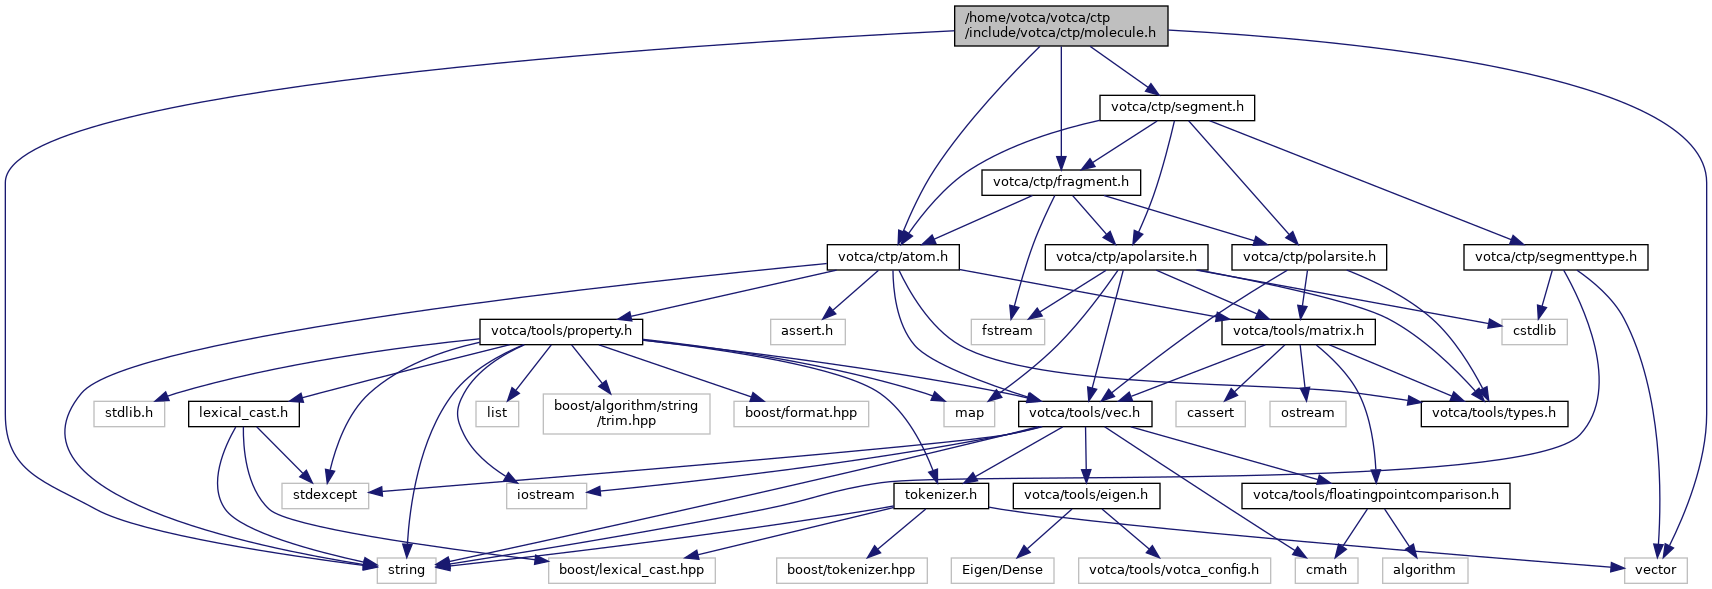 /home/votca/votca/ctp
/include/votca/ctp/molecule.h
votca/ctp/segment.h
votca/ctp/fragment.h
votca/ctp/atom.h
votca/ctp/apolarsite.h
votca/ctp/polarsite.h
votca/ctp/segmenttype.h
votca/tools/property.h
assert.h
fstream
votca/tools/matrix.h
cstdlib
stdlib.h
lexical_cast.h
list
boost/algorithm/string
/trim.hpp
boost/format.hpp
map
votca/tools/vec.h
cassert
ostream
votca/tools/types.h
stdexcept
iostream
tokenizer.h
votca/tools/eigen.h
votca/tools/floatingpointcomparison.h
string
boost/lexical_cast.hpp
boost/tokenizer.hpp
Eigen/Dense
votca/tools/votca_config.h
cmath
algorithm
vector